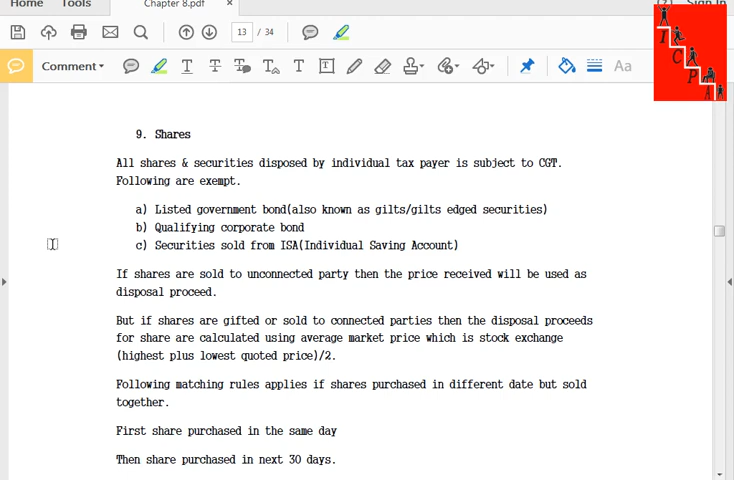 Home Tools Chapter 8.pdf × Sign In
13 / 34
Comment Aa
I
C
P
A
9. Shares
All shares & securities disposed by individual tax payer is subject to CGT.
Following are exempt.
a) Listed government bond(also known as gilts/gilts edged securities)
b) Qualifying corporate bond
c) Securities sold from ISA(Individual Saving Account)
If shares are sold to unconnected party then the price received will be used as
disposal proceed.
But if shares are gifted or sold to connected parties then the disposal proceeds
for share are calculated using average market price which is stock exchange
(highest plus lowest quoted price)/2.
Following matching rules applies if shares purchased in different date but sold
together.
First share purchased in the same day
Then share purchased in next 30 days.